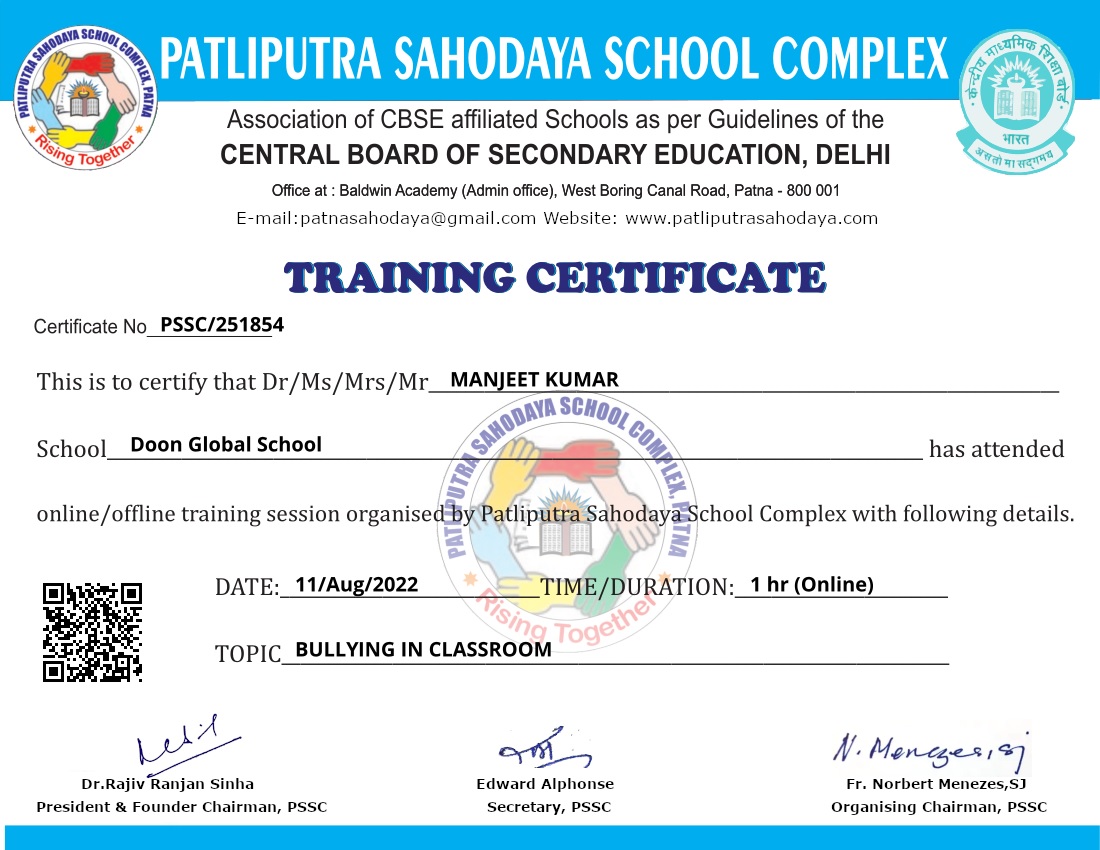 PATLIPUTRA SAHODAYA SCHOOL COMPLEX, PATNA
Rising Together
PATLIPUTRA SAHODAYA SCHOOL COMPLEX
केन्द्रीय माध्यमिक शिक्षा बोर्ड
भारत
असतो मा सद्गमय
Association of CBSE affiliated Schools as per Guidelines of the
CENTRAL BOARD OF SECONDARY EDUCATION, DELHI
Office at : Baldwin Academy (Admin office), West Boring Canal Road, Patna - 800 001
E-mail:patnasahodaya@gmail.com Website: www.patliputrasahodaya.com
TRAINING CERTIFICATE
Certificate No PSSC/251854
This is to certify that Dr/Ms/Mrs/Mr MANJEET KUMAR
School Doon Global School has attended
PATLIPUTRA SAHODAYA SCHOOL COMPLEX, PATNA
online/offline training session organised by Patliputra Sahodaya School Complex with following details.
DATE: 11/Aug/2022 TIME/DURATION: 1 hr (Online)
Rising Together
TOPIC BULLYING IN CLASSROOM
N. Menezes, sj
Dr.Rajiv Ranjan Sinha Edward Alphonse Fr. Norbert Menezes,SJ
President & Founder Chairman, PSSC Secretary, PSSC Organising Chairman, PSSC